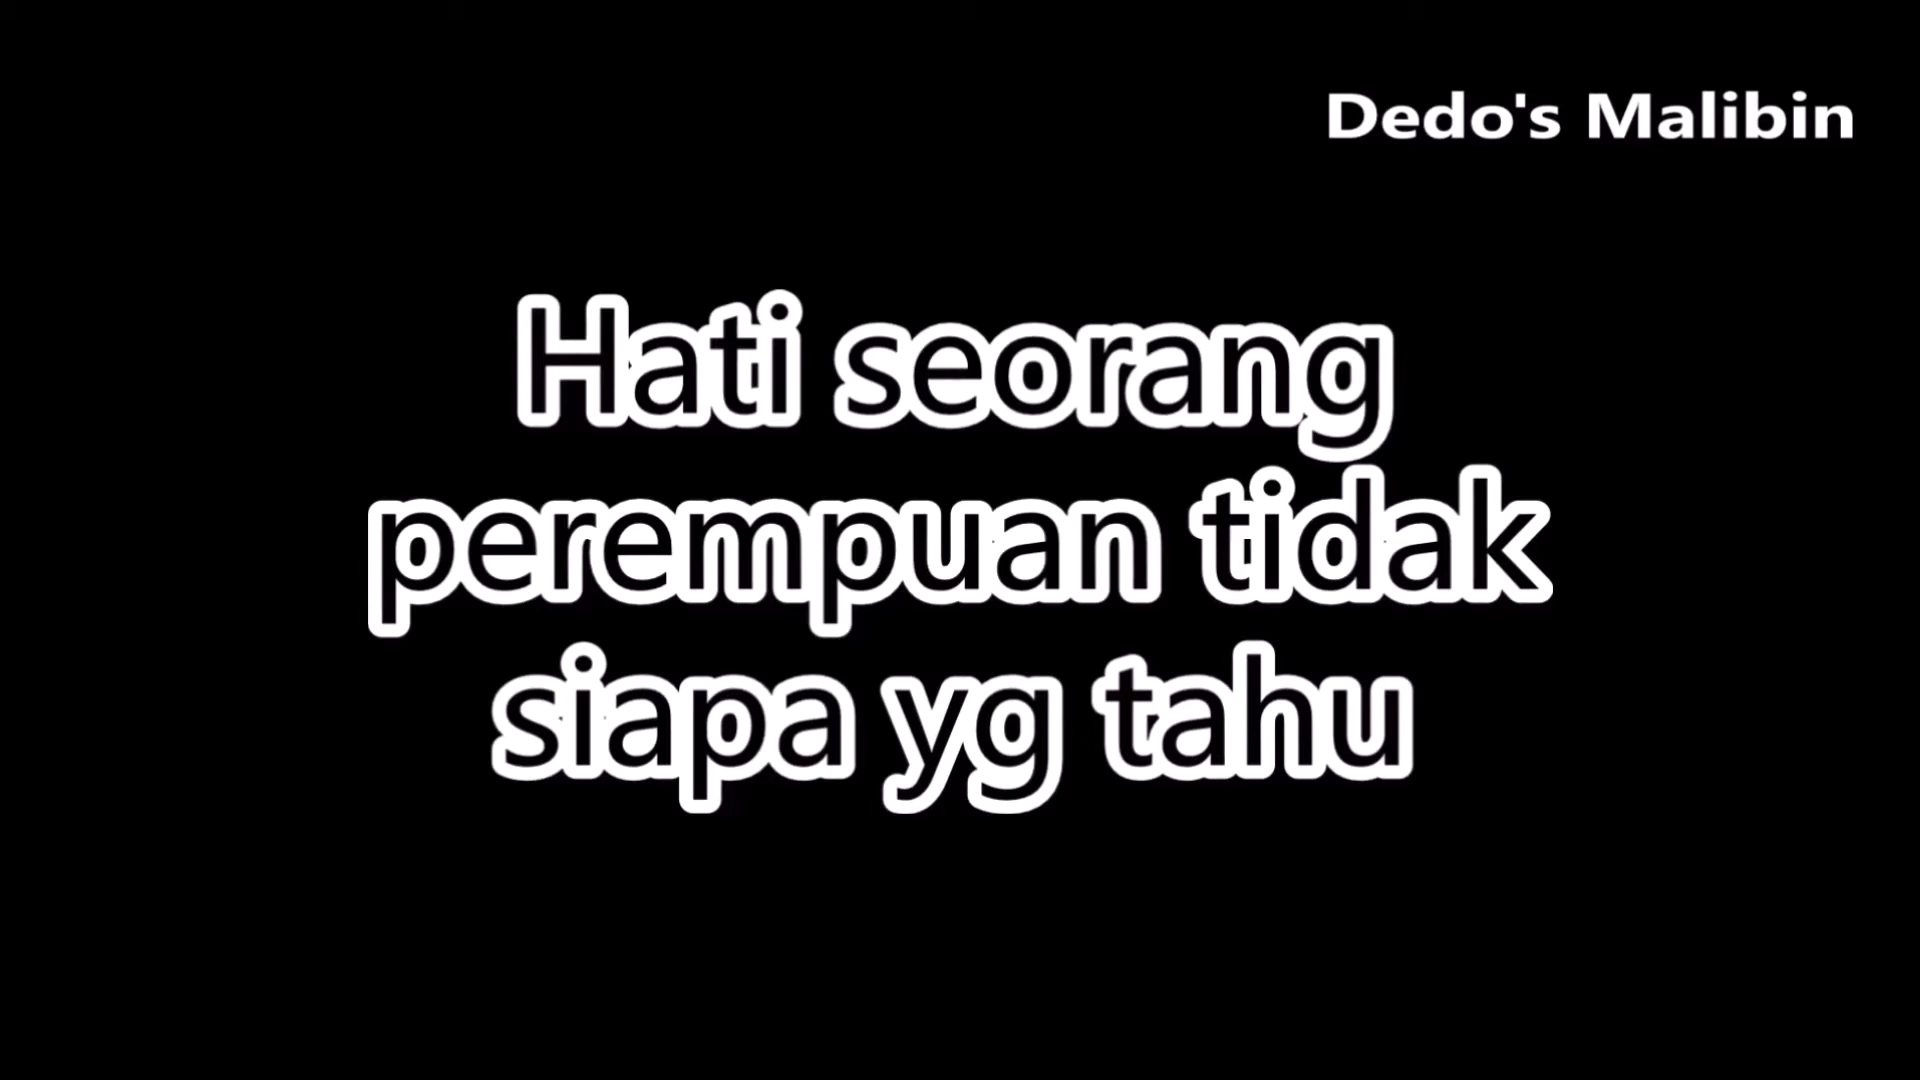 Dedo's Malibin
Hati seorang
perempuan tidak
siapa yg tahu